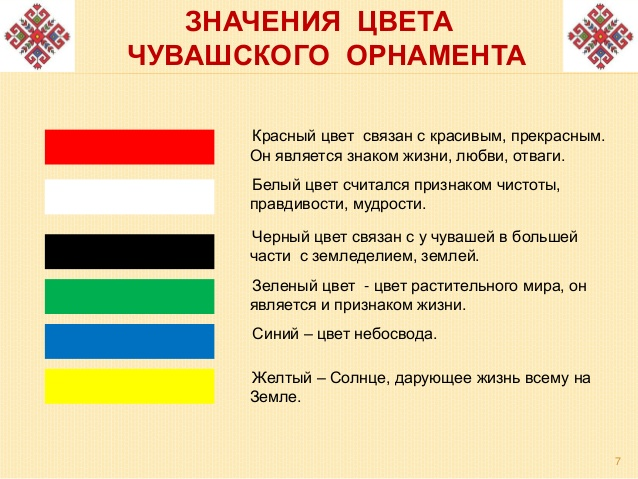 ЗНАЧЕНИЯ ЦВЕТА
ЧУВАШСКОГО ОРНАМЕНТА
Красный цвет связан с красивым, прекрасным.
Он является знаком жизни, любви, отваги.
Белый цвет считался признаком чистоты,
правдивости, мудрости.
Черный цвет связан с у чувашей в большей
части с земледелием, землей.
Зеленый цвет - цвет растительного мира, он
является и признаком жизни.
Синий – цвет небосвода.
Желтый – Солнце, дарующее жизнь всему на
Земле.
7